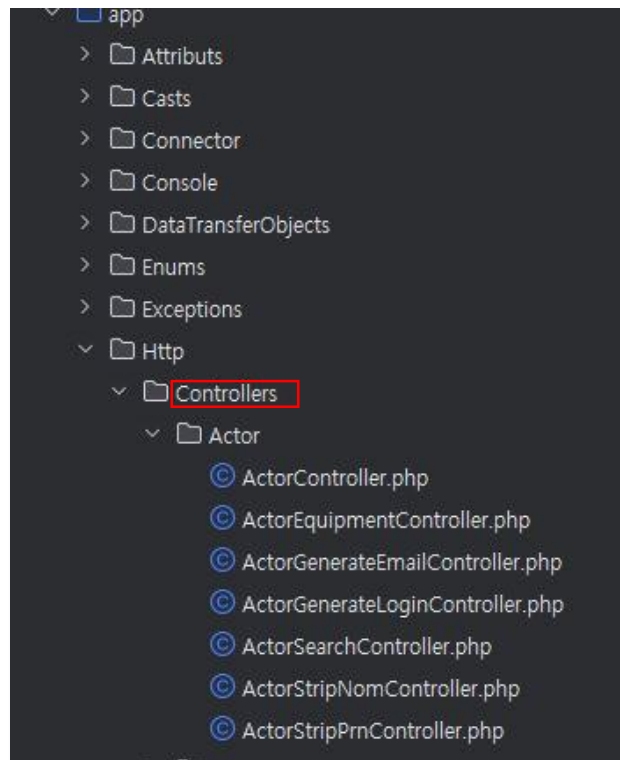 app
Attributs
Casts
Connector
Console
DataTransferObjects
Enums
Exceptions
Http
Controllers
Actor
ActorController.php
ActorEquipmentController.php
ActorGenerateEmailController.php
ActorGenerateLoginController.php
ActorSearchController.php
ActorStripNomController.php
ActorStripPrnController.php